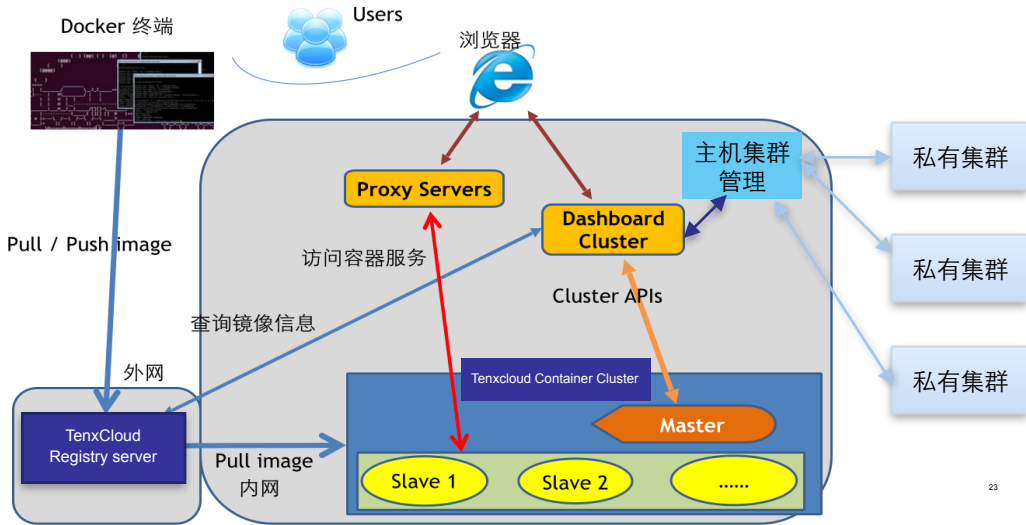 Users
Docker 终端
浏览器
主机集群
管理
私有集群
Proxy Servers
Dashboard
Cluster
Pull / Push image
访问容器服务
私有集群
Cluster APIs
查询镜像信息
外网
私有集群
Tenxcloud Container Cluster
TenxCloud
Registry server
Master
Pull image
内网
Slave 1
Slave 2
......
23